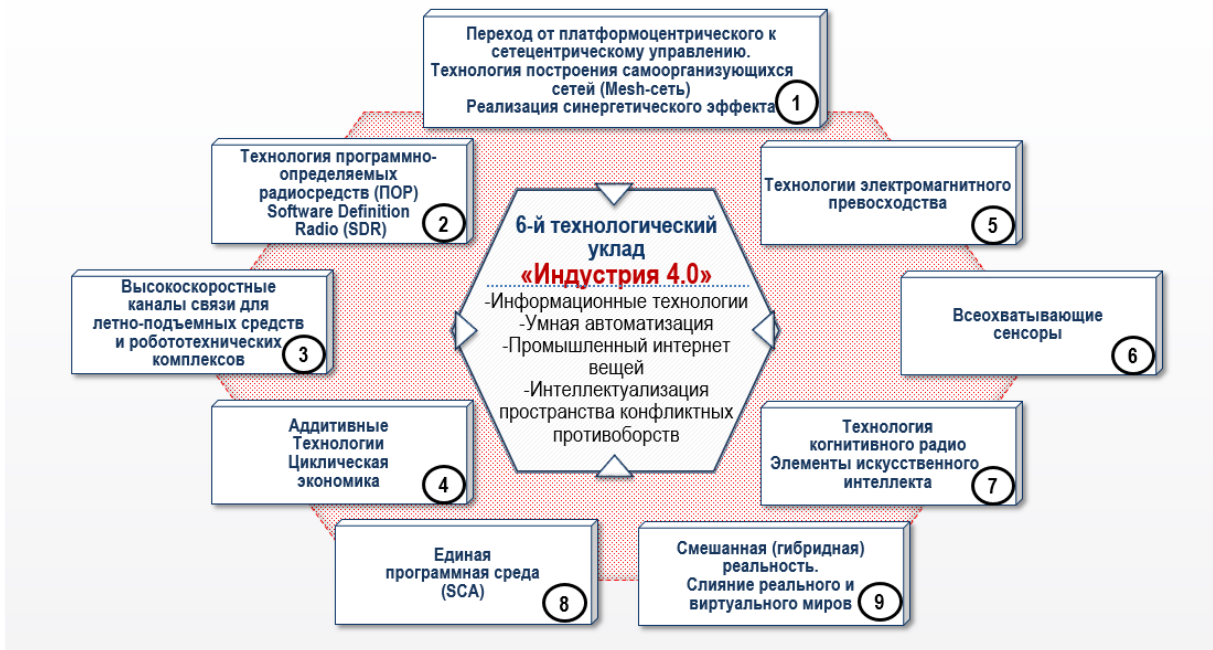 Переход от платформоцентрического к
сетецентрическому управлению.
Технология построения самоорганизующихся
сетей (Mesh-сеть)
Реализация синергетического эффекта
1
Технология программно-
определяемых
радиосредств (ПОР)
Software Definition
Radio (SDR)
2
Высокоскоростные
каналы связи для
летно-подъемных средств
и робототехнических
комплексов
3
Аддитивные
Технологии
Циклическая
экономика
4
Технологии электромагнитного
превосходства
5
Всеохватывающие
сенсоры
6
Технология
когнитивного радио
Элементы искусственного
интеллекта
7
Единая
программная среда
(SCA)
8
Смешанная (гибридная)
реальность.
Слияние реального и
виртуального миров
9
6-й технологический
уклад
«Индустрия 4.0»
-Информационные технологии
-Умная автоматизация
-Промышленный интернет
вещей
-Интеллектуализация
пространства конфликтных
противоборств